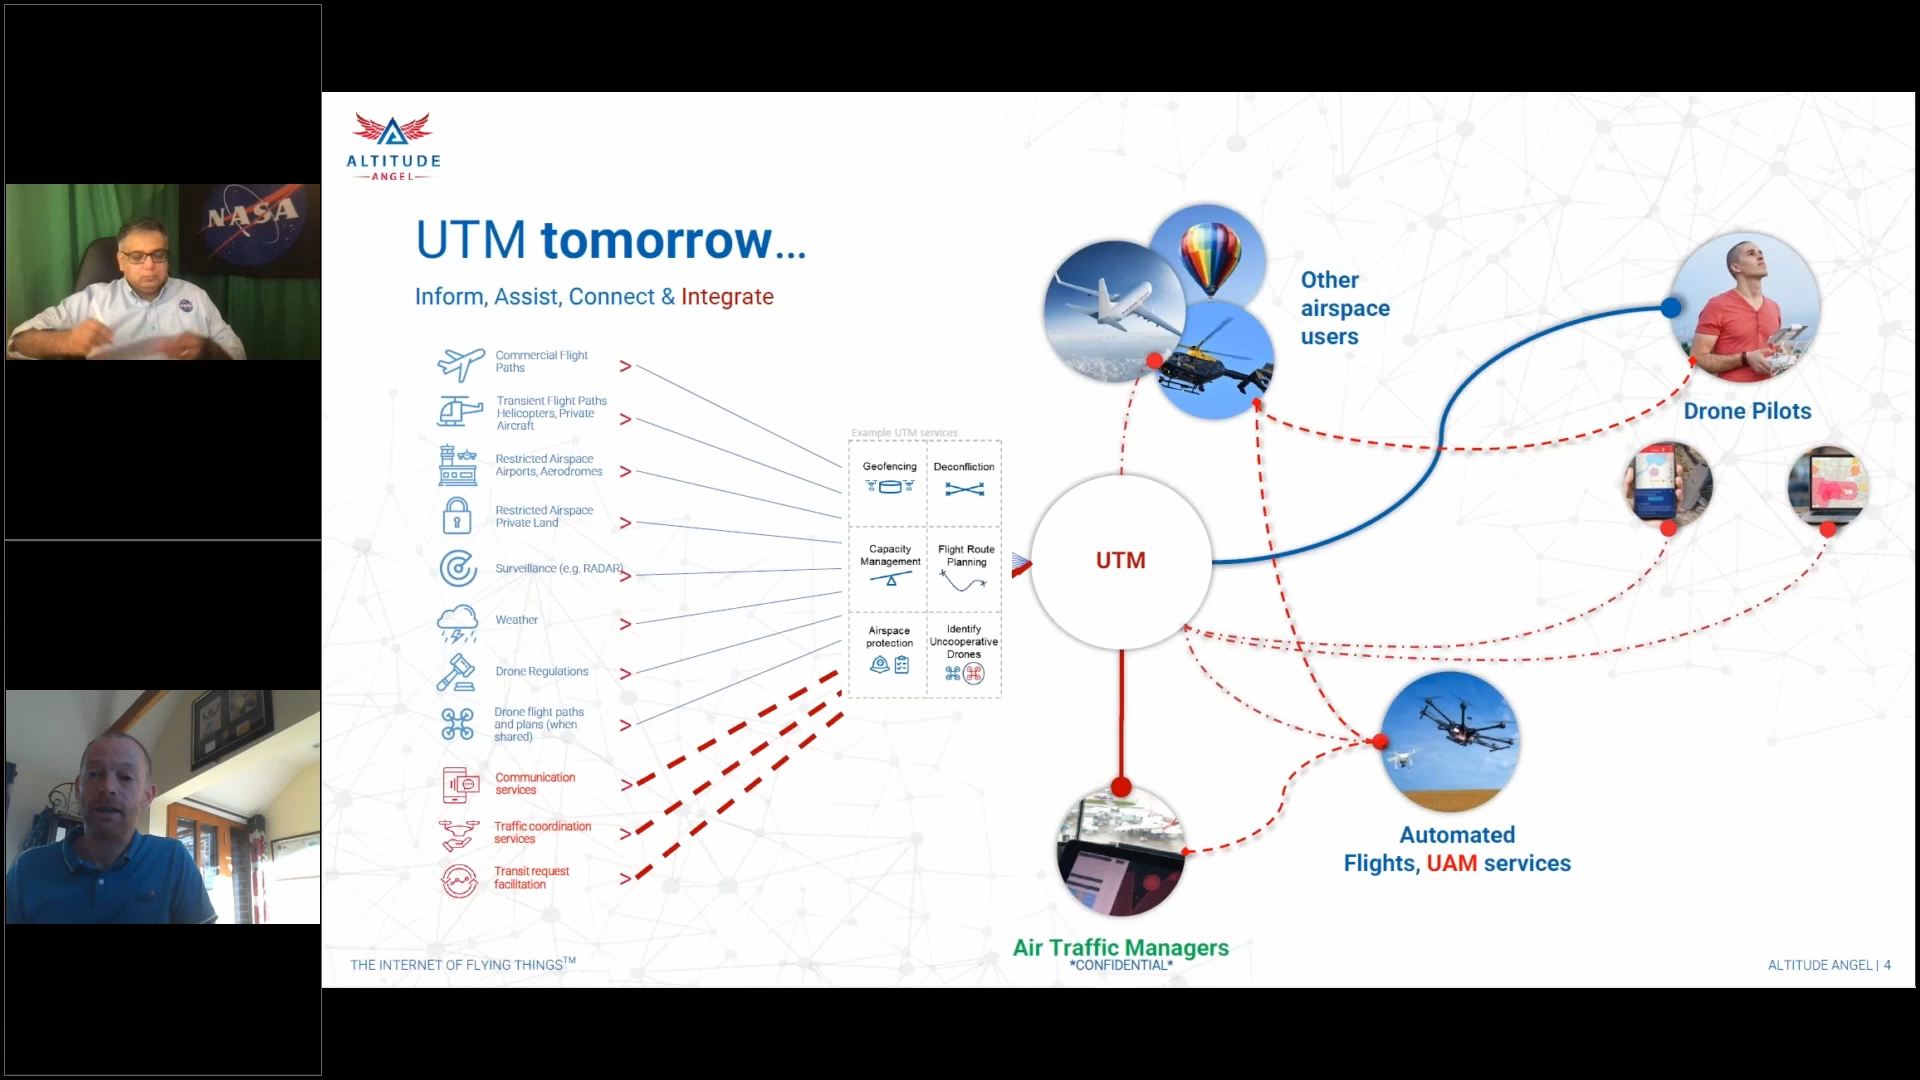 NASA
ALTITUDE
ANGEL
UTM tomorrow...
Inform, Assist, Connect & Integrate
Commercial Flight
Paths
>
Transient Flight Paths
Helicopters, Private
Aircraft
>
Restricted Airspace
Airports, Aerodromes
>
Restricted Airspace
Private Land
>
Surveillance (e.g. RADAR)
>
Weather
>
Drone Regulations
>
Drone flight paths
and plans (when
shared)
>
Communication
services
>
Traffic coordination
services
>
Transit request
facilitation
>
Example UTM services
Geofencing
Deconfliction
Capacity
Management
Flight Route
Planning
Airspace
protection
Identify
Uncooperative
Drones
UTM
Other
airspace
users
Drone Pilots
Automated
Flights, UAM services
Air Traffic Managers
THE INTERNET OF FLYING THINGS™
*CONFIDENTIAL*
ALTITUDE ANGEL | 4